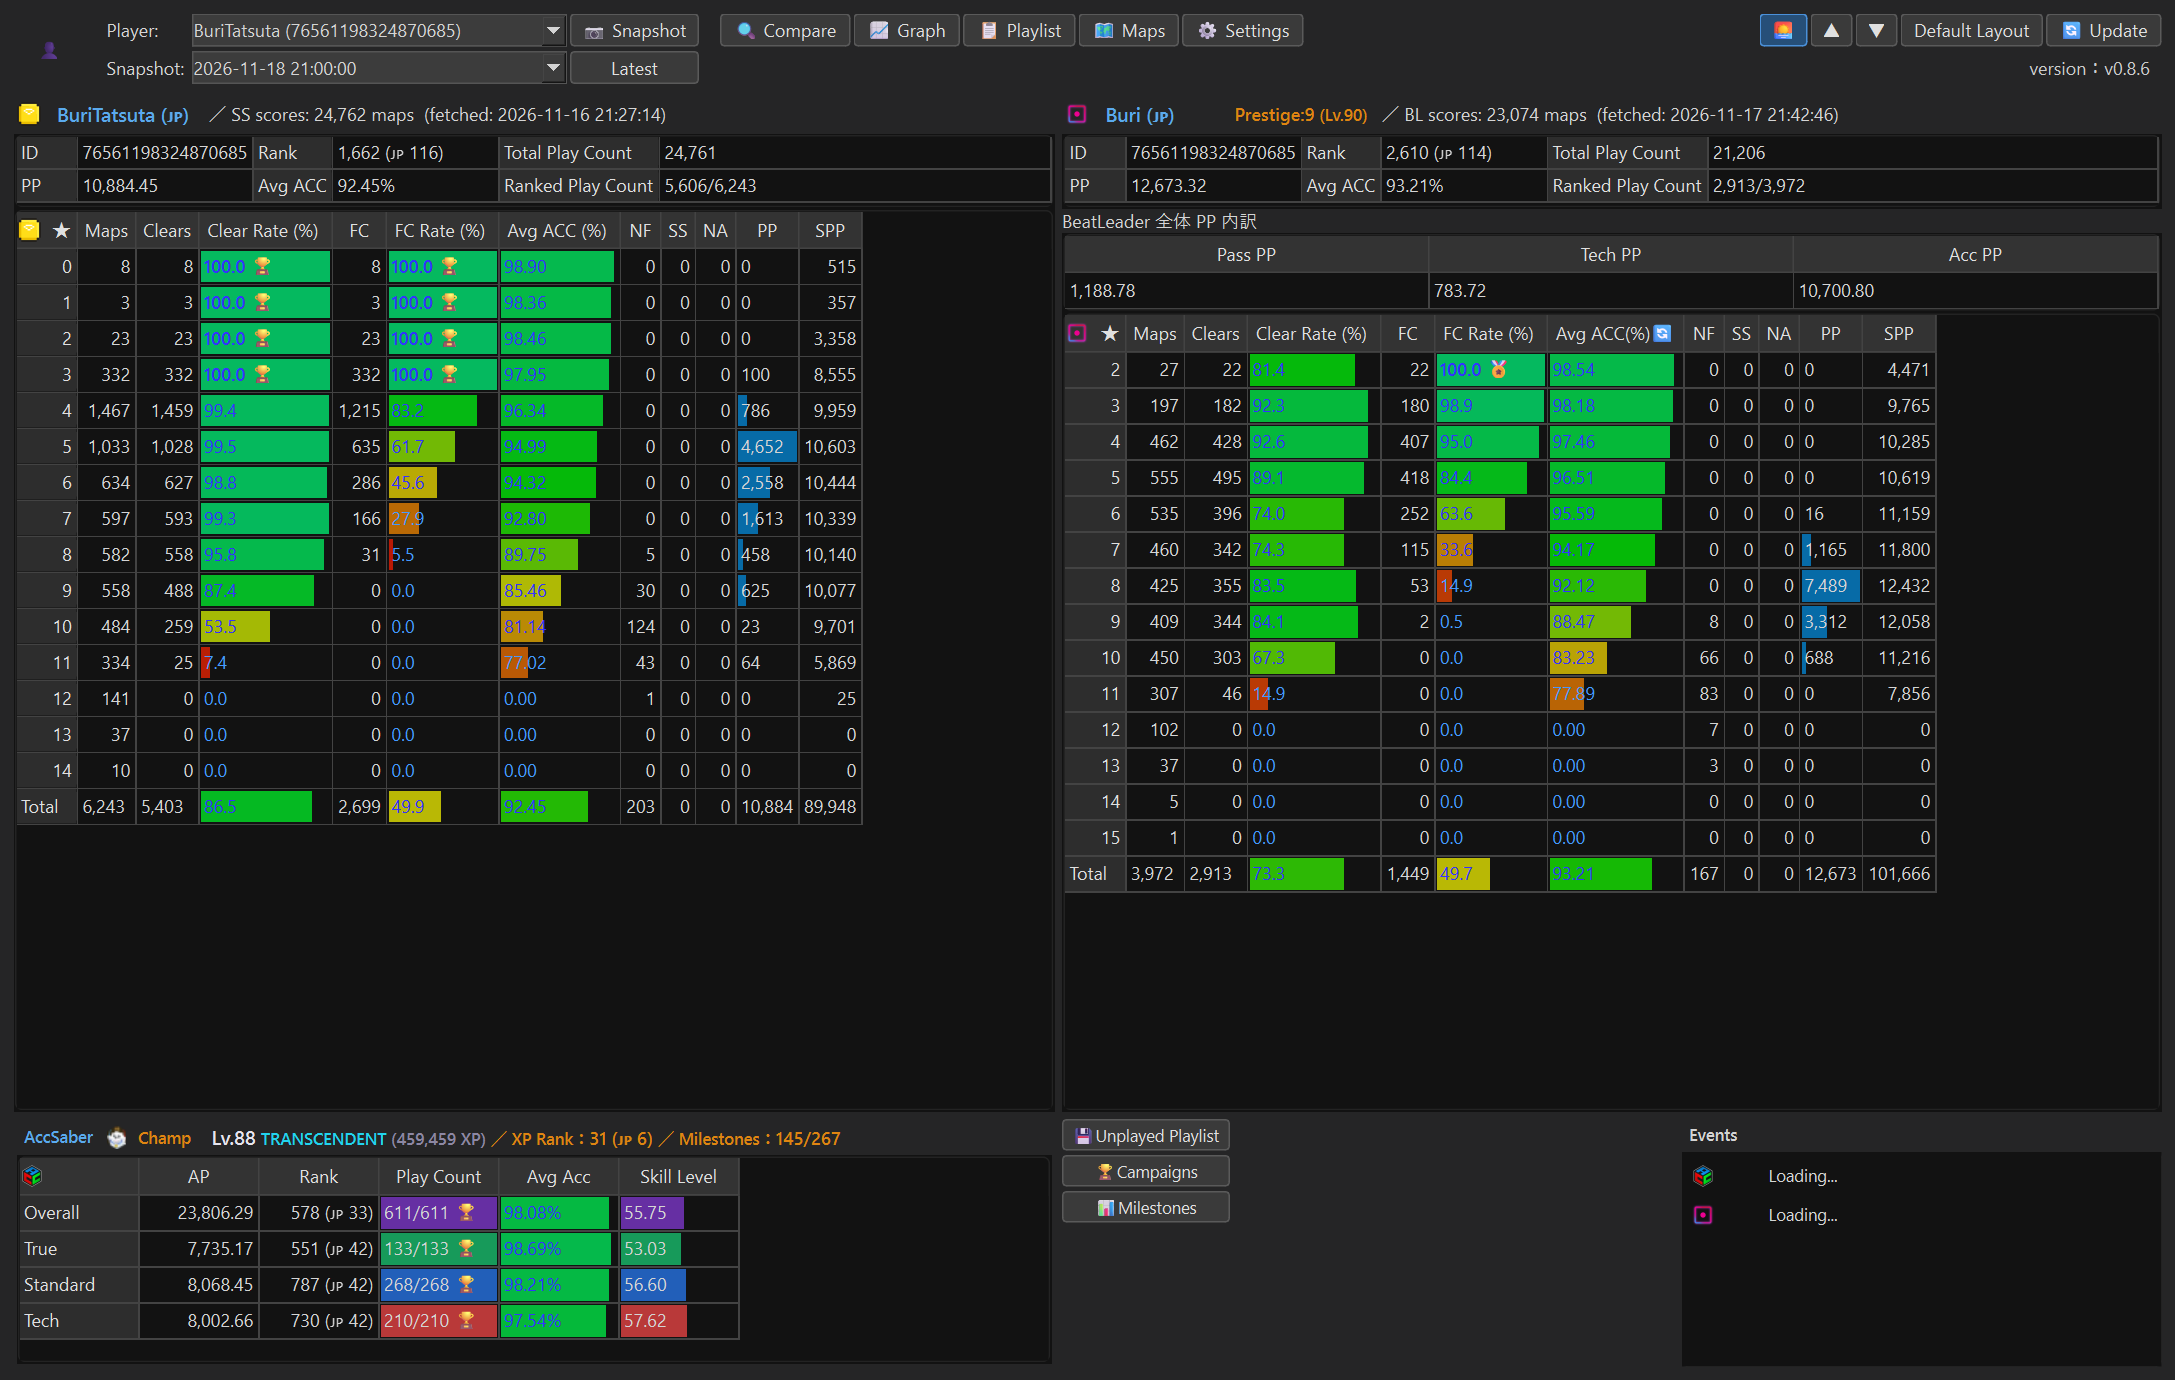 Player: BuriTatsuta (76561198324870685) Snapshot Compare Graph Playlist Maps Settings ▲ ▼ Default Layout Update
Snapshot: 2026-11-18 21:00:00 Latest version：v0.8.6
BuriTatsuta (JP) ／ SS scores: 24,762 maps (fetched: 2026-11-16 21:27:14)
ID 76561198324870685 Rank 1,662 (JP 116) Total Play Count 24,761
PP 10,884.45 Avg ACC 92.45% Ranked Play Count 5,606/6,243
★ Maps Clears Clear Rate (%) FC FC Rate (%) Avg ACC (%) NF SS NA PP SPP
0 8 8 100.0 8 100.0 98.90 0 0 0 0 515
1 3 3 100.0 3 100.0 98.36 0 0 0 0 357
2 23 23 100.0 23 100.0 98.46 0 0 0 0 3,358
3 332 332 100.0 332 100.0 97.95 0 0 0 100 8,555
4 1,467 1,459 99.4 1,215 83.2 96.34 0 0 0 786 9,959
5 1,033 1,028 99.5 635 61.7 94.99 0 0 0 4,652 10,603
6 634 627 98.8 286 45.6 94.32 0 0 0 2,558 10,444
7 597 593 99.3 166 27.9 92.80 0 0 0 1,613 10,339
8 582 558 95.8 31 5.5 89.75 5 0 0 458 10,140
9 558 488 87.4 0 0.0 85.46 30 0 0 625 10,077
10 484 259 53.5 0 0.0 81.14 124 0 0 23 9,701
11 334 25 7.4 0 0.0 77.02 43 0 0 64 5,869
12 141 0 0.0 0 0.0 0.00 1 0 0 0 25
13 37 0 0.0 0 0.0 0.00 0 0 0 0 0
14 10 0 0.0 0 0.0 0.00 0 0 0 0 0
Total 6,243 5,403 86.5 2,699 49.9 92.45 203 0 0 10,884 89,948
Buri (JP) Prestige:9 (Lv.90) ／ BL scores: 23,074 maps (fetched: 2026-11-17 21:42:46)
ID 76561198324870685 Rank 2,610 (JP 114) Total Play Count 21,206
PP 12,673.32 Avg ACC 93.21% Ranked Play Count 2,913/3,972
BeatLeader 全体 PP 内訳
Pass PP Tech PP Acc PP
1,188.78 783.72 10,700.80
★ Maps Clears Clear Rate (%) FC FC Rate (%) Avg ACC(%) NF SS NA PP SPP
2 27 22 81.4 22 100.0 98.54 0 0 0 0 4,471
3 197 182 92.3 180 98.9 98.18 0 0 0 0 9,765
4 462 428 92.6 407 95.0 97.46 0 0 0 0 10,285
5 555 495 89.1 418 84.4 96.51 0 0 0 0 10,619
6 535 396 74.0 252 63.6 95.59 0 0 0 16 11,159
7 460 342 74.3 115 33.6 94.17 0 0 0 1,165 11,800
8 425 355 83.5 53 14.9 92.12 0 0 0 7,489 12,432
9 409 344 84.1 2 0.5 88.47 8 0 0 3,312 12,058
10 450 303 67.3 0 0.0 83.23 66 0 0 688 11,216
11 307 46 14.9 0 0.0 77.89 83 0 0 0 7,856
12 102 0 0.0 0 0.0 0.00 7 0 0 0 0
13 37 0 0.0 0 0.0 0.00 3 0 0 0 0
14 5 0 0.0 0 0.0 0.00 0 0 0 0 0
15 1 0 0.0 0 0.0 0.00 0 0 0 0 0
Total 3,972 2,913 73.3 1,449 49.7 93.21 167 0 0 12,673 101,666
AccSaber Champ Lv.88 TRANSCENDENT (459,459 XP) ／ XP Rank：31 (JP 6) ／ Milestones：145/267
AP Rank Play Count Avg Acc Skill Level
Overall 23,806.29 578 (JP 33) 611/611 98.08% 55.75
True 7,735.17 551 (JP 42) 133/133 98.69% 53.03
Standard 8,068.45 787 (JP 42) 268/268 98.21% 56.60
Tech 8,002.66 730 (JP 42) 210/210 97.54% 57.62
Unplayed Playlist
Campaigns
Milestones
Events
Loading...
Loading...